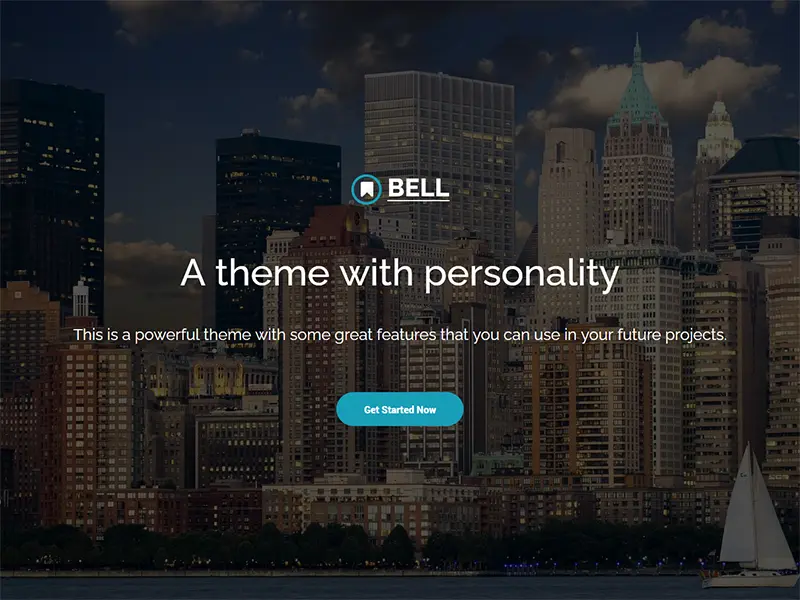 BELL
A theme with personality
This is a powerful theme with some great features that you can use in your future projects.
Get Started Now